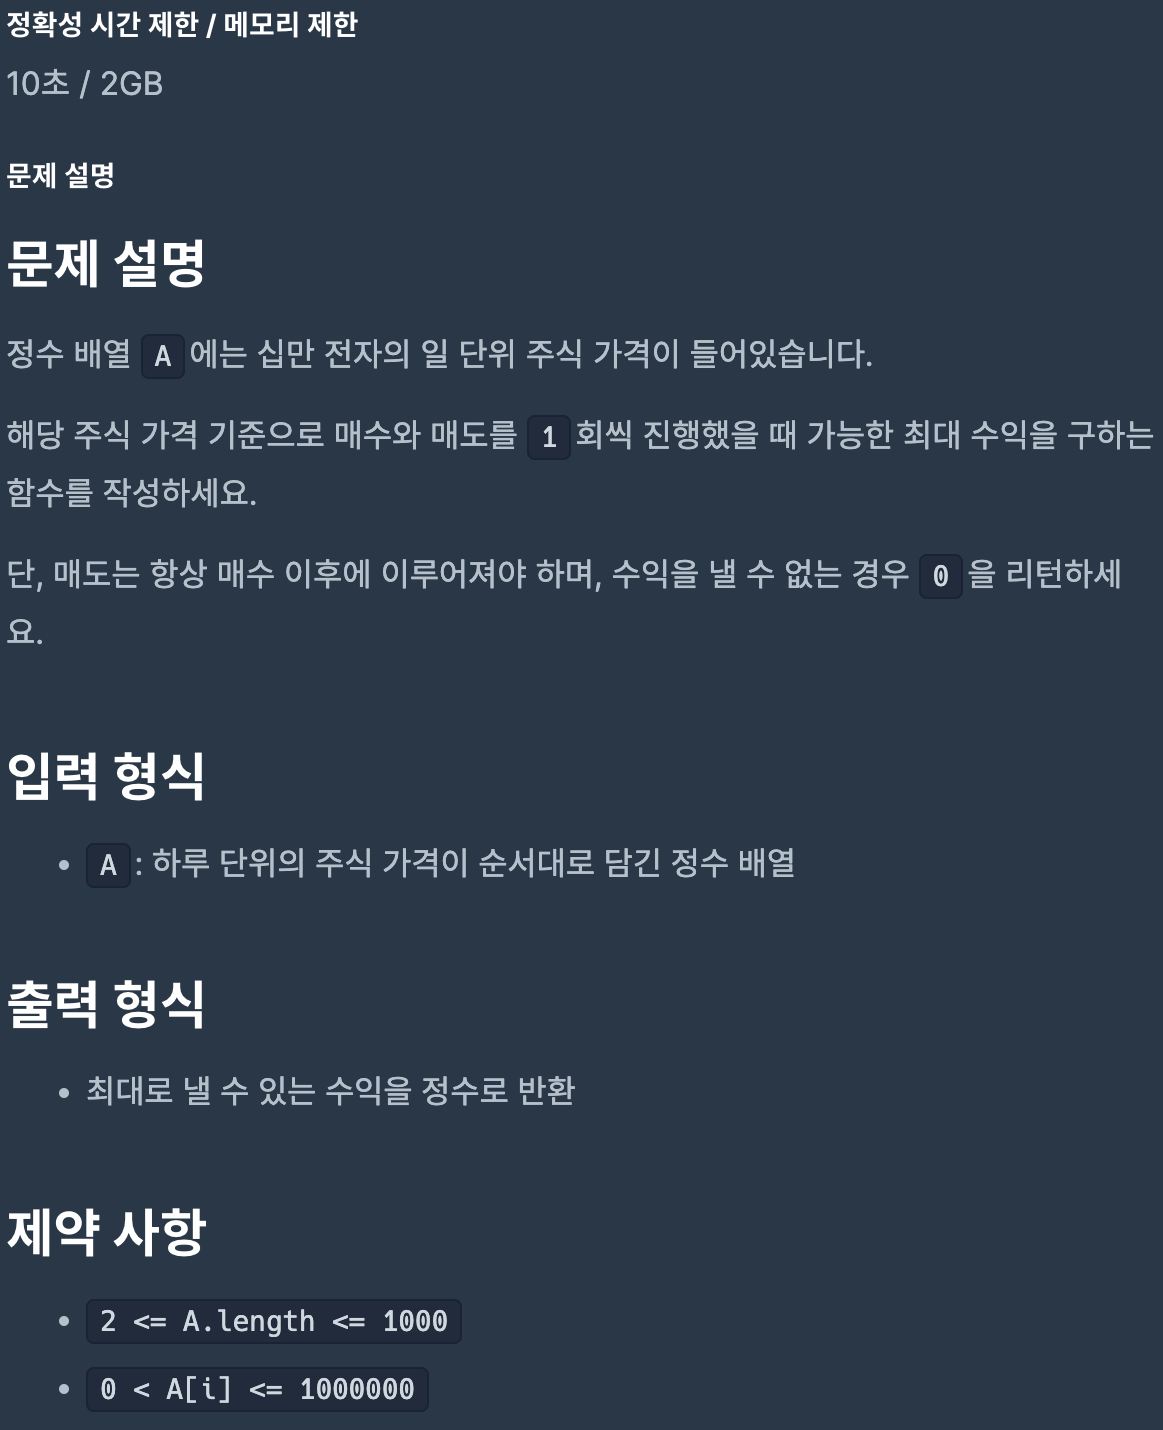 정확성 시간 제한 / 메모리 제한
10초 / 2GB
문제 설명
문제 설명
정수 배열 A 에는 십만 전자의 일 단위 주식 가격이 들어있습니다.
해당 주식 가격 기준으로 매수와 매도를 1 회씩 진행했을 때 가능한 최대 수익을 구하는
함수를 작성하세요.
단, 매도는 항상 매수 이후에 이루어져야 하며, 수익을 낼 수 없는 경우 0 을 리턴하세
요.
입력 형식
• A : 하루 단위의 주식 가격이 순서대로 담긴 정수 배열
출력 형식
• 최대로 낼 수 있는 수익을 정수로 반환
제약 사항
• 2 <= A.length <= 1000
• 0 < A[i] <= 1000000